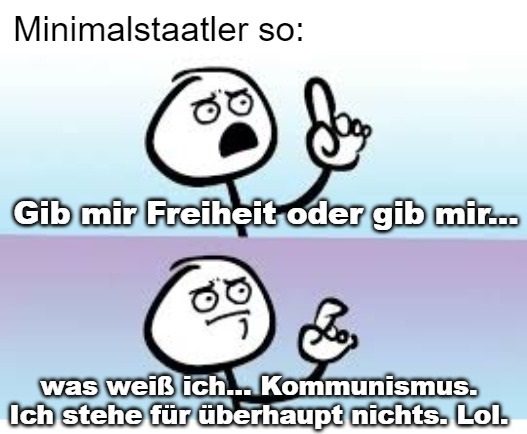 Minimalstaatler so:
Gib mir Freiheit oder gib mir...
was weiß ich... Kommunismus.
Ich stehe für überhaupt nichts. Lol.